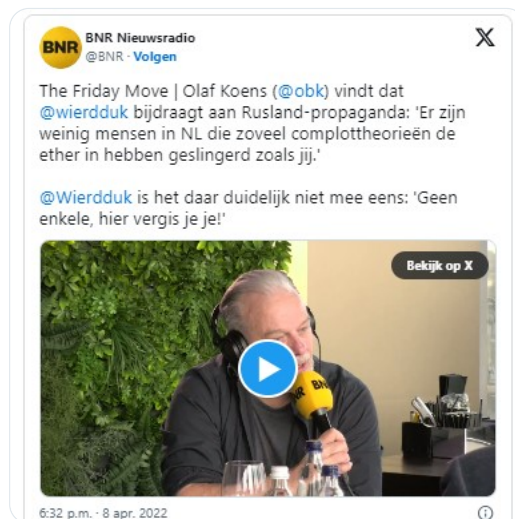 BNR Nieuwsradio
@BNR · Volgen
The Friday Move | Olaf Koens (@obk) vindt dat
@wierdduk bijdraagt aan Rusland-propaganda: 'Er zijn
weinig mensen in NL die zoveel complottheorieën de
ether in hebben geslingerd zoals jij.'
@Wierdduk is het daar duidelijk niet mee eens: 'Geen
enkele, hier vergis je je!'
Bekijk op X
BNR
6:32 p.m. · 8 apr. 2022